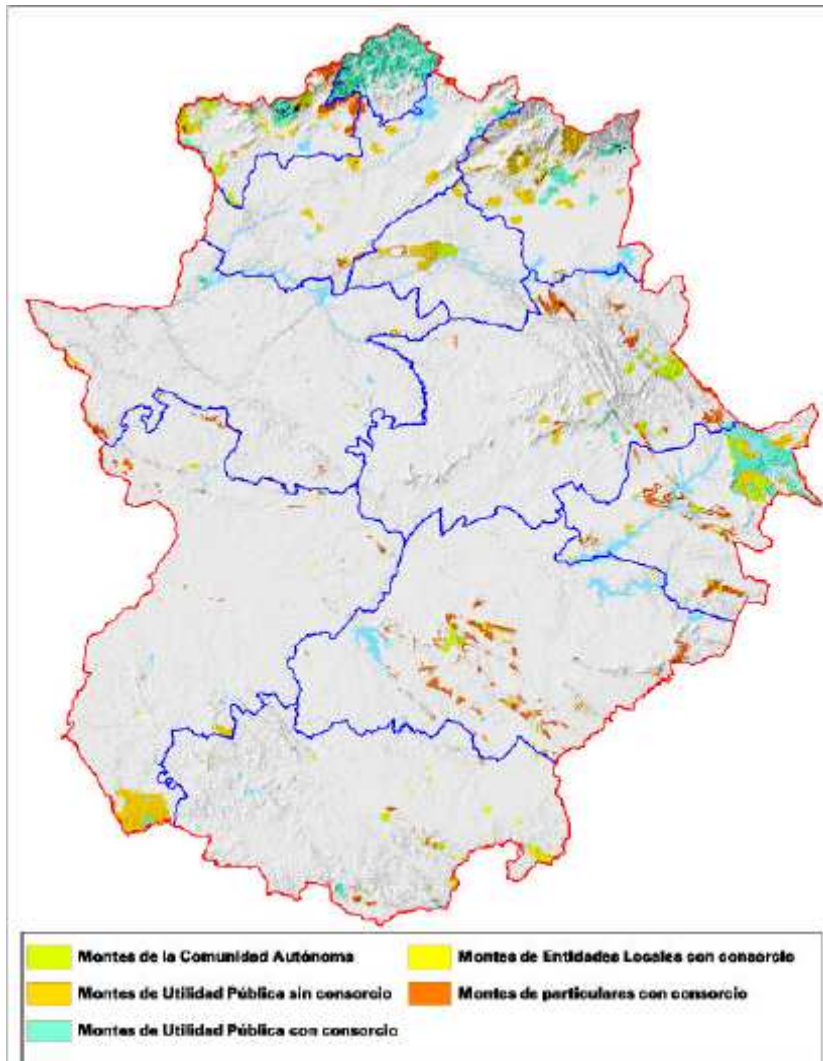 Montes de la Comunidad Autónoma
Montes de Utilidad Pública sin consorcio
Montes de Utilidad Pública con consorcio
Montes de Entidades Locales con consorcio
Montes de particulares con consorcio